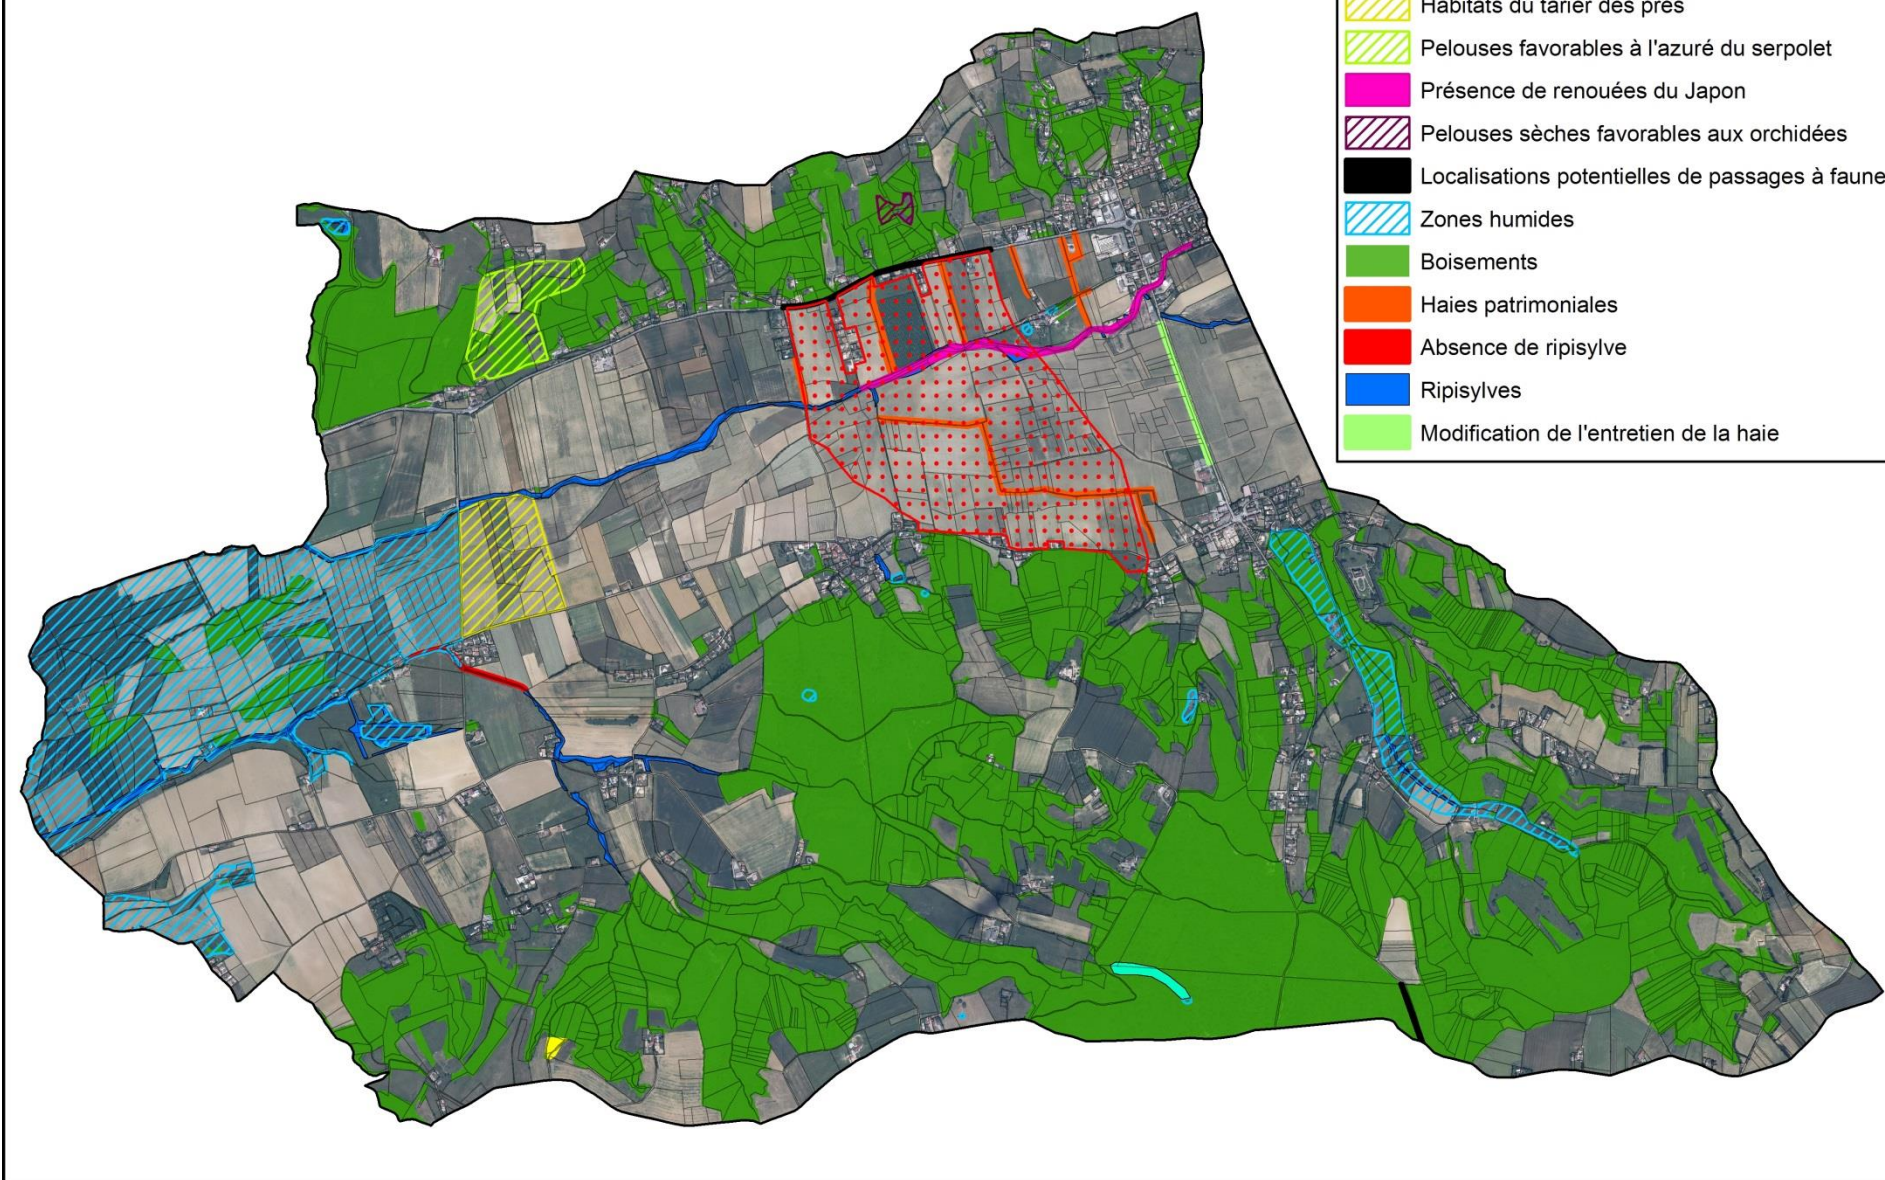 Habitats du tarier des prés
Pelouses favorables à l'azuré du serpolet
Présence de renouées du Japon
Pelouses sèches favorables aux orchidées
Localisations potentielles de passages à faune
Zones humides
Boisements
Haies patrimoniales
Absence de ripisylve
Ripisylves
Modification de l'entretien de la haie